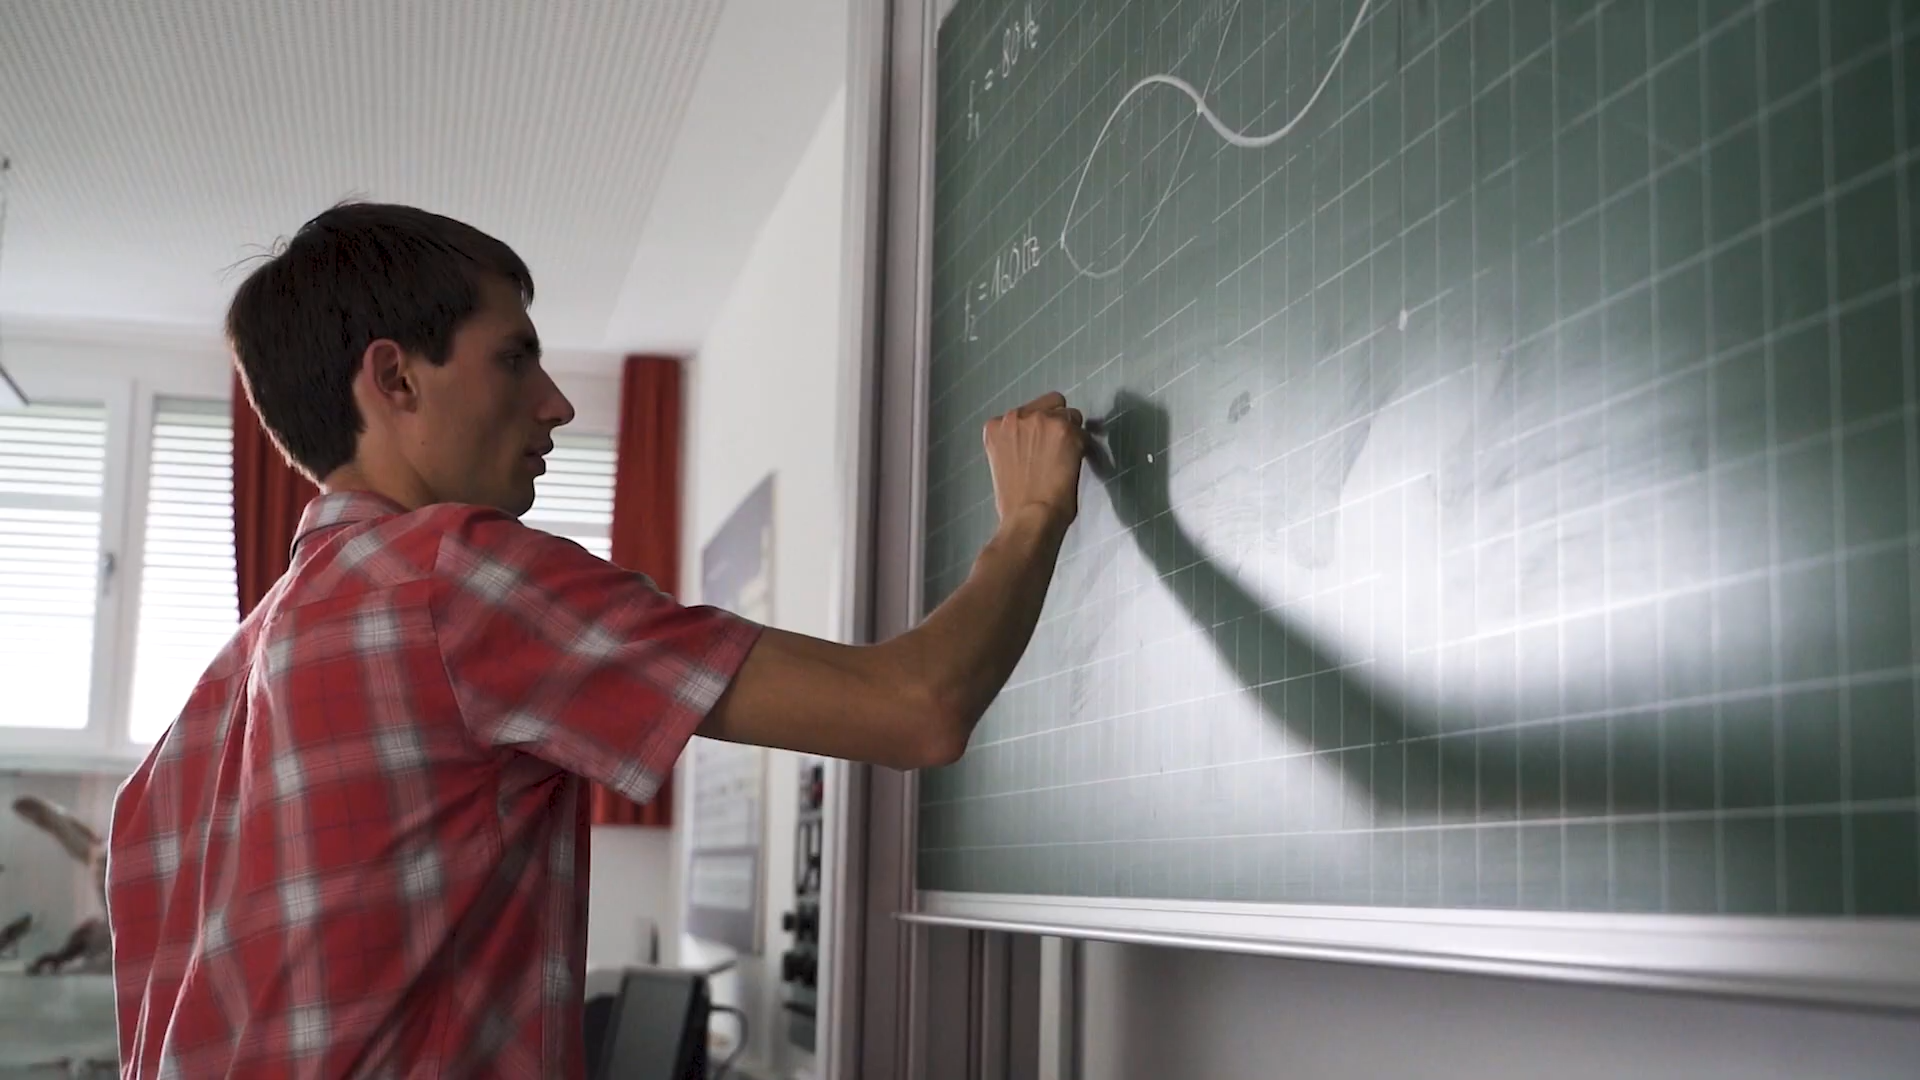 f₁ = 80 Hz
f₂ = 160 Hz